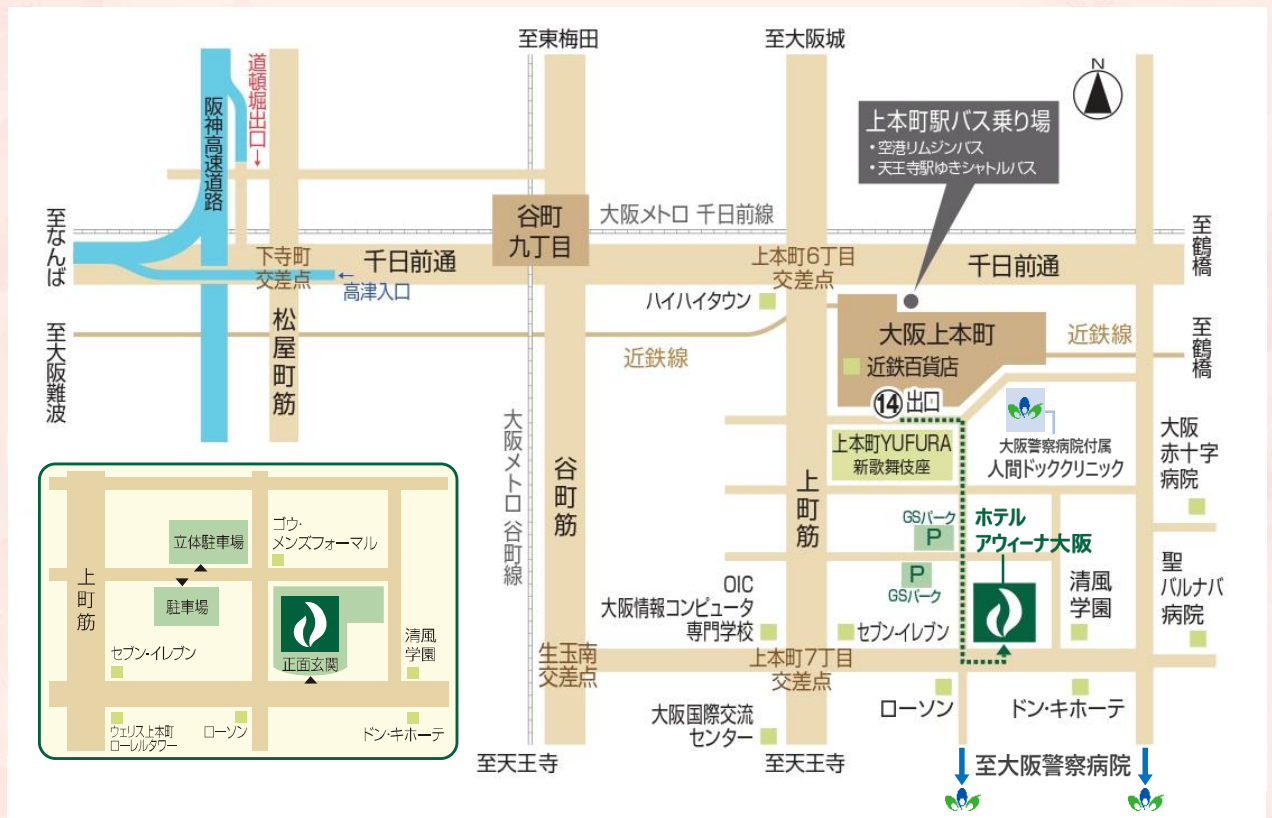 至東梅田
至大阪城
N
道頓堀出口→
阪神高速道路
上本町駅バス乗り場
・空港リムジンバス
・天王寺駅ゆきシャトルバス
至なんば
谷町
九丁目
大阪メトロ 千日前線
至鶴橋
下寺町
交差点
千日前通
←
高津入口
上本町6丁目
交差点
千日前通
ハイハイタウン
至大阪難波
松屋町筋
近鉄線
大阪上本町
近鉄百貨店
近鉄線
至鶴橋
⑭出口
大阪メトロ 谷町線
谷町筋
上町筋
上本町YUFURA
新歌舞伎座
大阪警察病院付属
人間ドッククリニック
大阪
赤十字
病院
GSパーク
P
P
GSパーク
ホテル
アウィーナ大阪
OIC
大阪情報コンピュータ
専門学校
セブン-イレブン
清風
学園
聖
バルナバ
病院
生玉南
交差点
上本町7丁目
交差点
大阪国際交流
センター
ローソン
ドン・キホーテ
至天王寺
至天王寺
至大阪警察病院
立体駐車場
ゴウ・
メンズフォーマル
上町筋
駐車場
セブン-イレブン
正面玄関
清風
学園
ウェリス上本町
ローレルタワー
ローソン
ドン・キホーテ